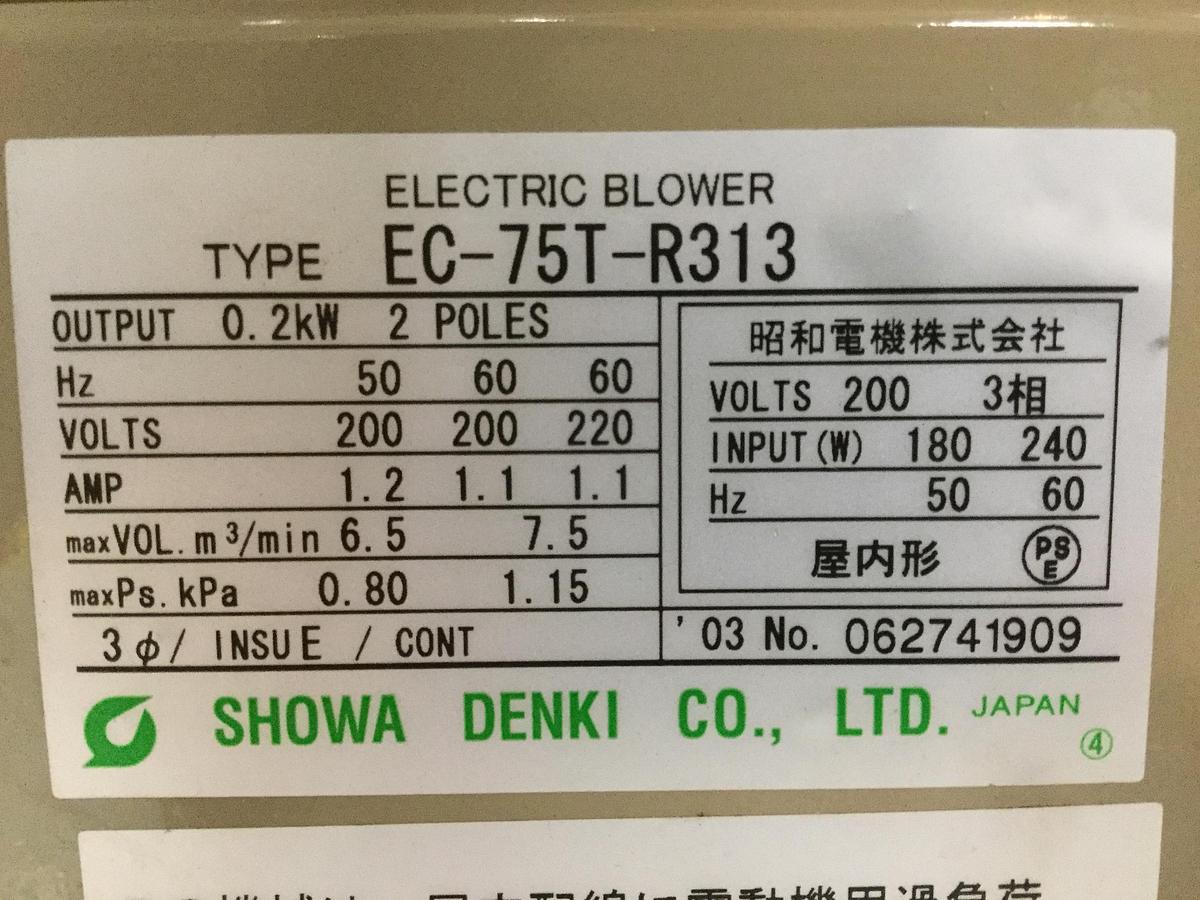 ELECTRIC BLOWER
TYPE EC-75T-R313
OUTPUT 0.2kW 2 POLES
Hz 50 60 60
VOLTS 200 200 220
AMP 1.2 1.1 1.1
maxVOL.m³/min 6.5 7.5
maxPs.kPa 0.80 1.15
3φ/ INSU E / CONT
昭和電機株式会社
VOLTS 200 3相
INPUT(W) 180 240
Hz 50 60
屋内形 PSE
'03 No. 062741909
SHOWA DENKI CO., LTD. JAPAN
④